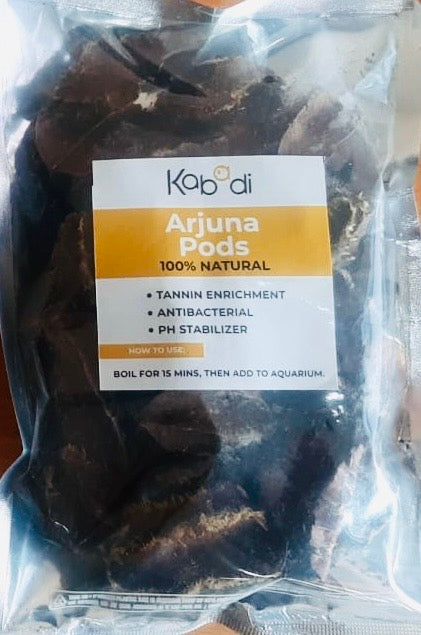 Kabodi
Arjuna
Pods
100% NATURAL
• TANNIN ENRICHMENT
• ANTIBACTERIAL
• PH STABILIZER
HOW TO USE:
BOIL FOR 15 MINS, THEN ADD TO AQUARIUM.